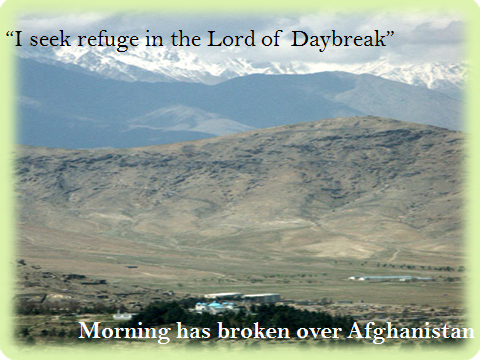 “I seek refuge in the Lord of Daybreak”
Morning has broken over Afghanistan